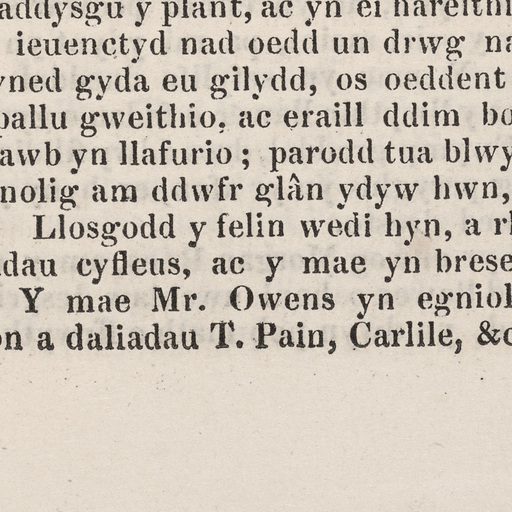 addysgu y plant, ac yn ei hareithi
ieuenctyd nad oedd un drwg na
yned gyda eu gilydd, os oeddent
pallu gweithio, ac eraill ddim bo
awb yn llafurio; parodd tua blwy
nolig am ddwfr glân ydyw hwn,
Llosgodd y felin wedi hyn, a rh
dau cyfleus, ac y mae yn brese
Y mae Mr. Owens yn egniol
on a daliadau T. Pain, Carlile, &c